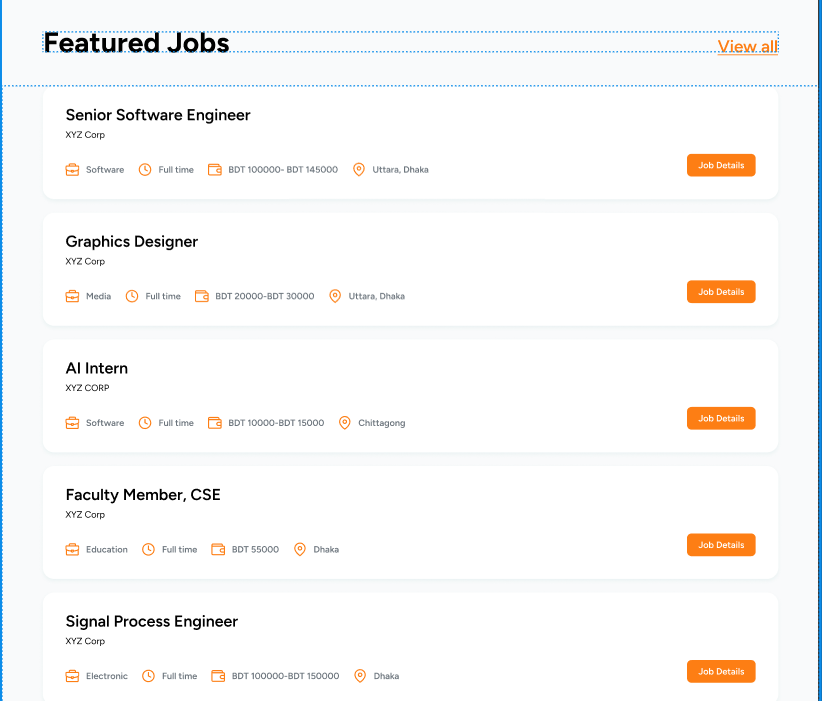 Featured Jobs View all
Senior Software Engineer
XYZ Corp
Software Full time BDT 100000- BDT 145000 Uttara, Dhaka Job Details
Graphics Designer
XYZ Corp
Media Full time BDT 20000-BDT 30000 Uttara, Dhaka Job Details
AI Intern
XYZ CORP
Software Full time BDT 10000-BDT 15000 Chittagong Job Details
Faculty Member, CSE
XYZ Corp
Education Full time BDT 55000 Dhaka Job Details
Signal Process Engineer
XYZ Corp
Electronic Full time BDT 100000-BDT 150000 Dhaka Job Details